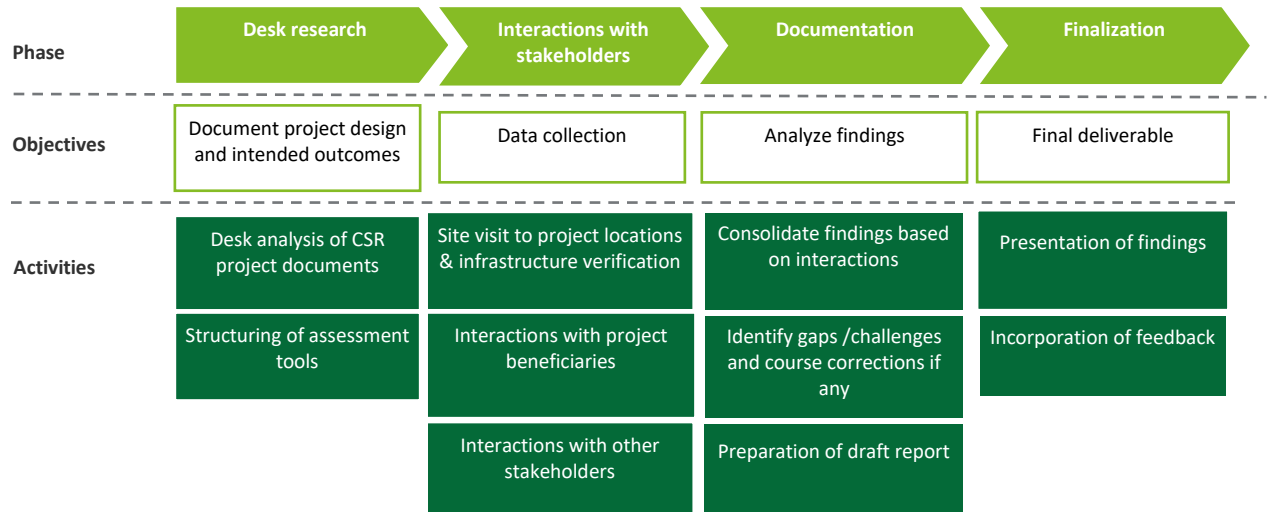 Phase
Desk research
Interactions with
stakeholders
Documentation
Finalization
Objectives
Document project design
and intended outcomes
Data collection
Analyze findings
Final deliverable
Activities
Desk analysis of CSR
project documents
Site visit to project locations
& infrastructure verification
Consolidate findings based
on interactions
Presentation of findings
Structuring of assessment
tools
Interactions with project
beneficiaries
Identify gaps /challenges
and course corrections if
any
Incorporation of feedback
Interactions with other
stakeholders
Preparation of draft report